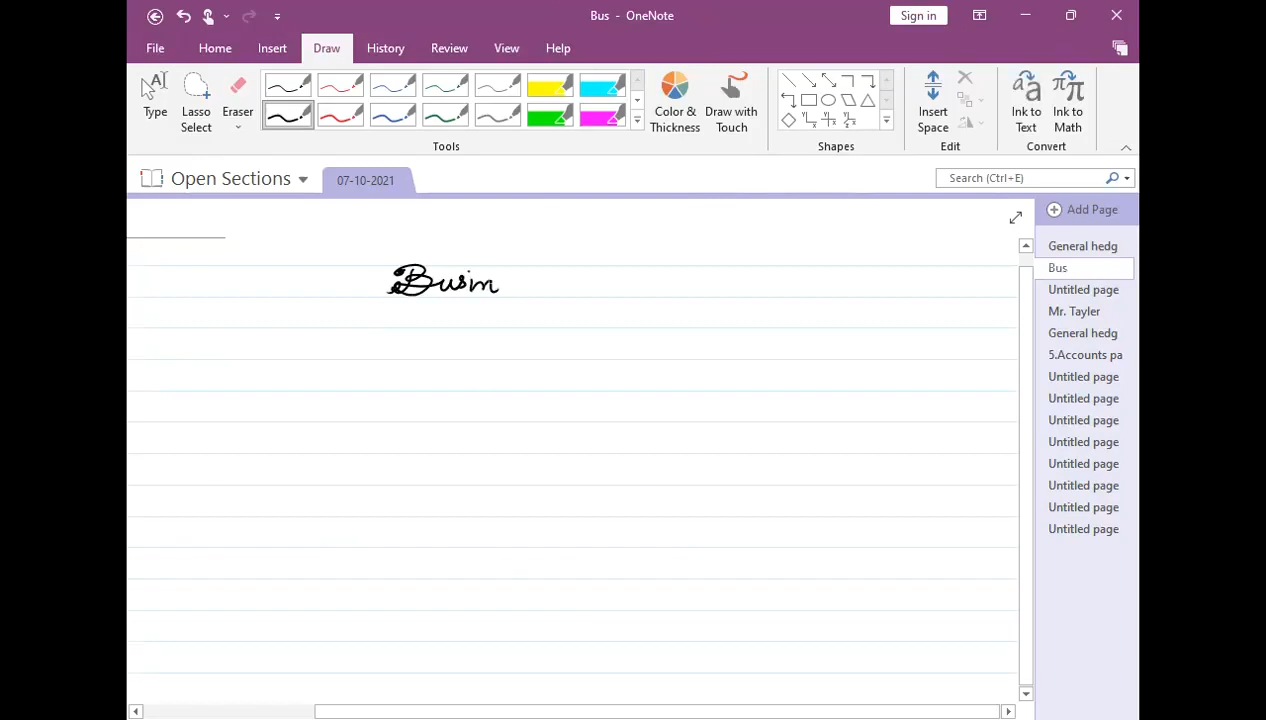 Bus - OneNote
Sign in
File Home Insert Draw History Review View Help
Type
Lasso Select
Eraser
Color & Thickness
Draw with Touch
Insert Space
Ink to Text
Ink to Math
Tools
Shapes
Edit
Convert
Open Sections
07-10-2021
Search (Ctrl+E)
Add Page
Busin
General hedg
Bus
Untitled page
Mr. Tayler
General hedg
5.Accounts pa
Untitled page
Untitled page
Untitled page
Untitled page
Untitled page
Untitled page
Untitled page
Untitled page